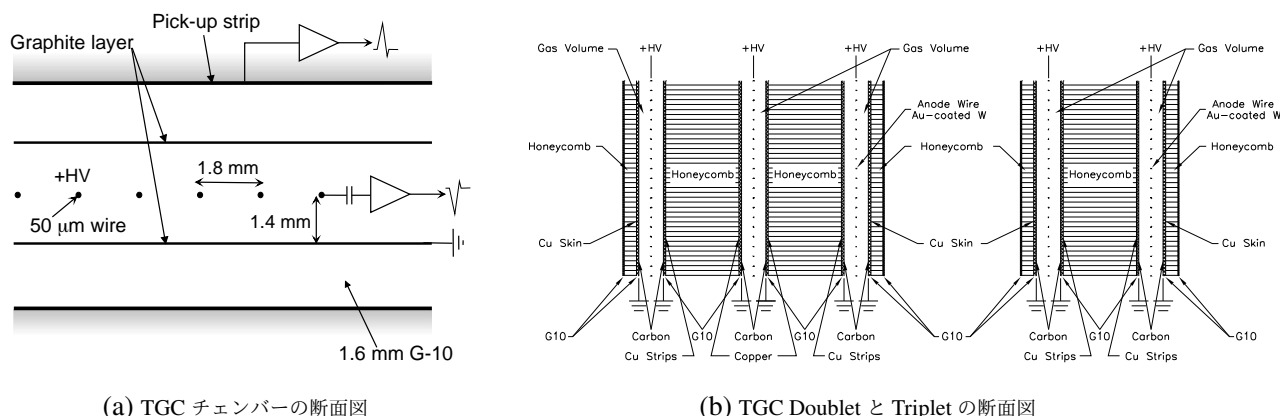 Pick-up strip
Graphite layer
+HV
1.8 mm
50 μm wire
1.4 mm
1.6 mm G-10
(a) TGC チェンバーの断面図
+HV +HV +HV +HV +HV
Gas Volume Gas Volume Gas Volume
Anode Wire Anode Wire
Au-coated W Au-coated W
Honeycomb Honeycomb Honeycomb Honeycomb Honeycomb Honeycomb Honeycomb
Cu Skin Cu Skin Cu Skin
G10 G10 G10 G10 G10 G10
Carbon Carbon Carbon Carbon Carbon
Cu Strips Copper Cu Strips Cu Strips Cu Strips
(b) TGC Doublet と Triplet の断面図